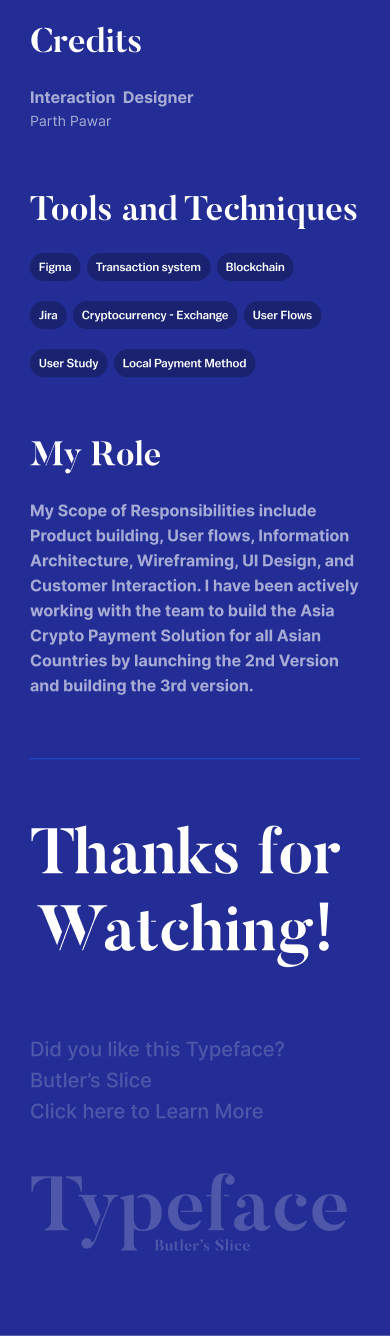 Credits
Interaction Designer
Parth Pawar
Tools and Techniques
Figma Transaction system Blockchain
Jira Cryptocurrency - Exchange User Flows
User Study Local Payment Method
My Role
My Scope of Responsibilities include
Product building, User flows, Information
Architecture, Wireframing, UI Design, and
Customer Interaction. I have been actively
working with the team to build the Asia
Crypto Payment Solution for all Asian
Countries by launching the 2nd Version
and building the 3rd version.
Thanks for
Watching!
Did you like this Typeface?
Butler’s Slice
Click here to Learn More
Typeface
Butler’s Slice